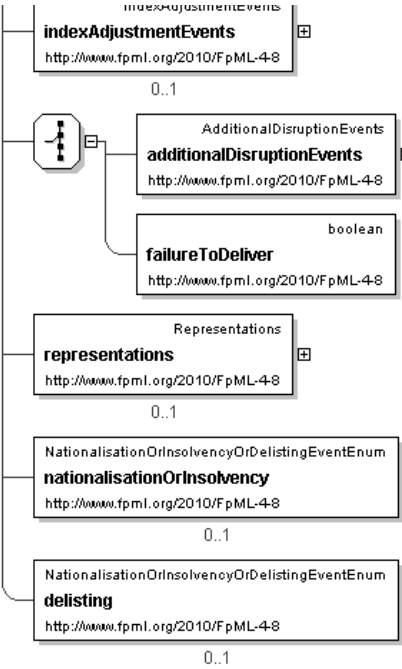 indexAdjustmentEvents
indexAdjustmentEvents
http://www.fpml.org/2010/FpML-4-8
0..1
AdditionalDisruptionEvents
additionalDisruptionEvents
http://www.fpml.org/2010/FpML-4-8
boolean
failureToDeliver
http://www.fpml.org/2010/FpML-4-8
Representations
representations
http://www.fpml.org/2010/FpML-4-8
0..1
NationalisationOrInsolvencyOrDelistingEventEnum
nationalisationOrInsolvency
http://www.fpml.org/2010/FpML-4-8
0..1
NationalisationOrInsolvencyOrDelistingEventEnum
delisting
http://www.fpml.org/2010/FpML-4-8
0..1